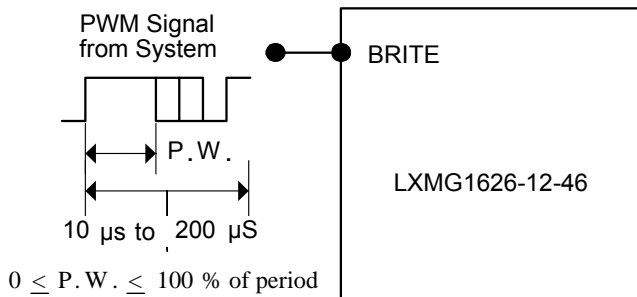 PWM Signal
from System
BRITE
P.W.
LXMG1626-12-46
10 µs to 200 µS
0 ≤ P.W. ≤ 100 % of period